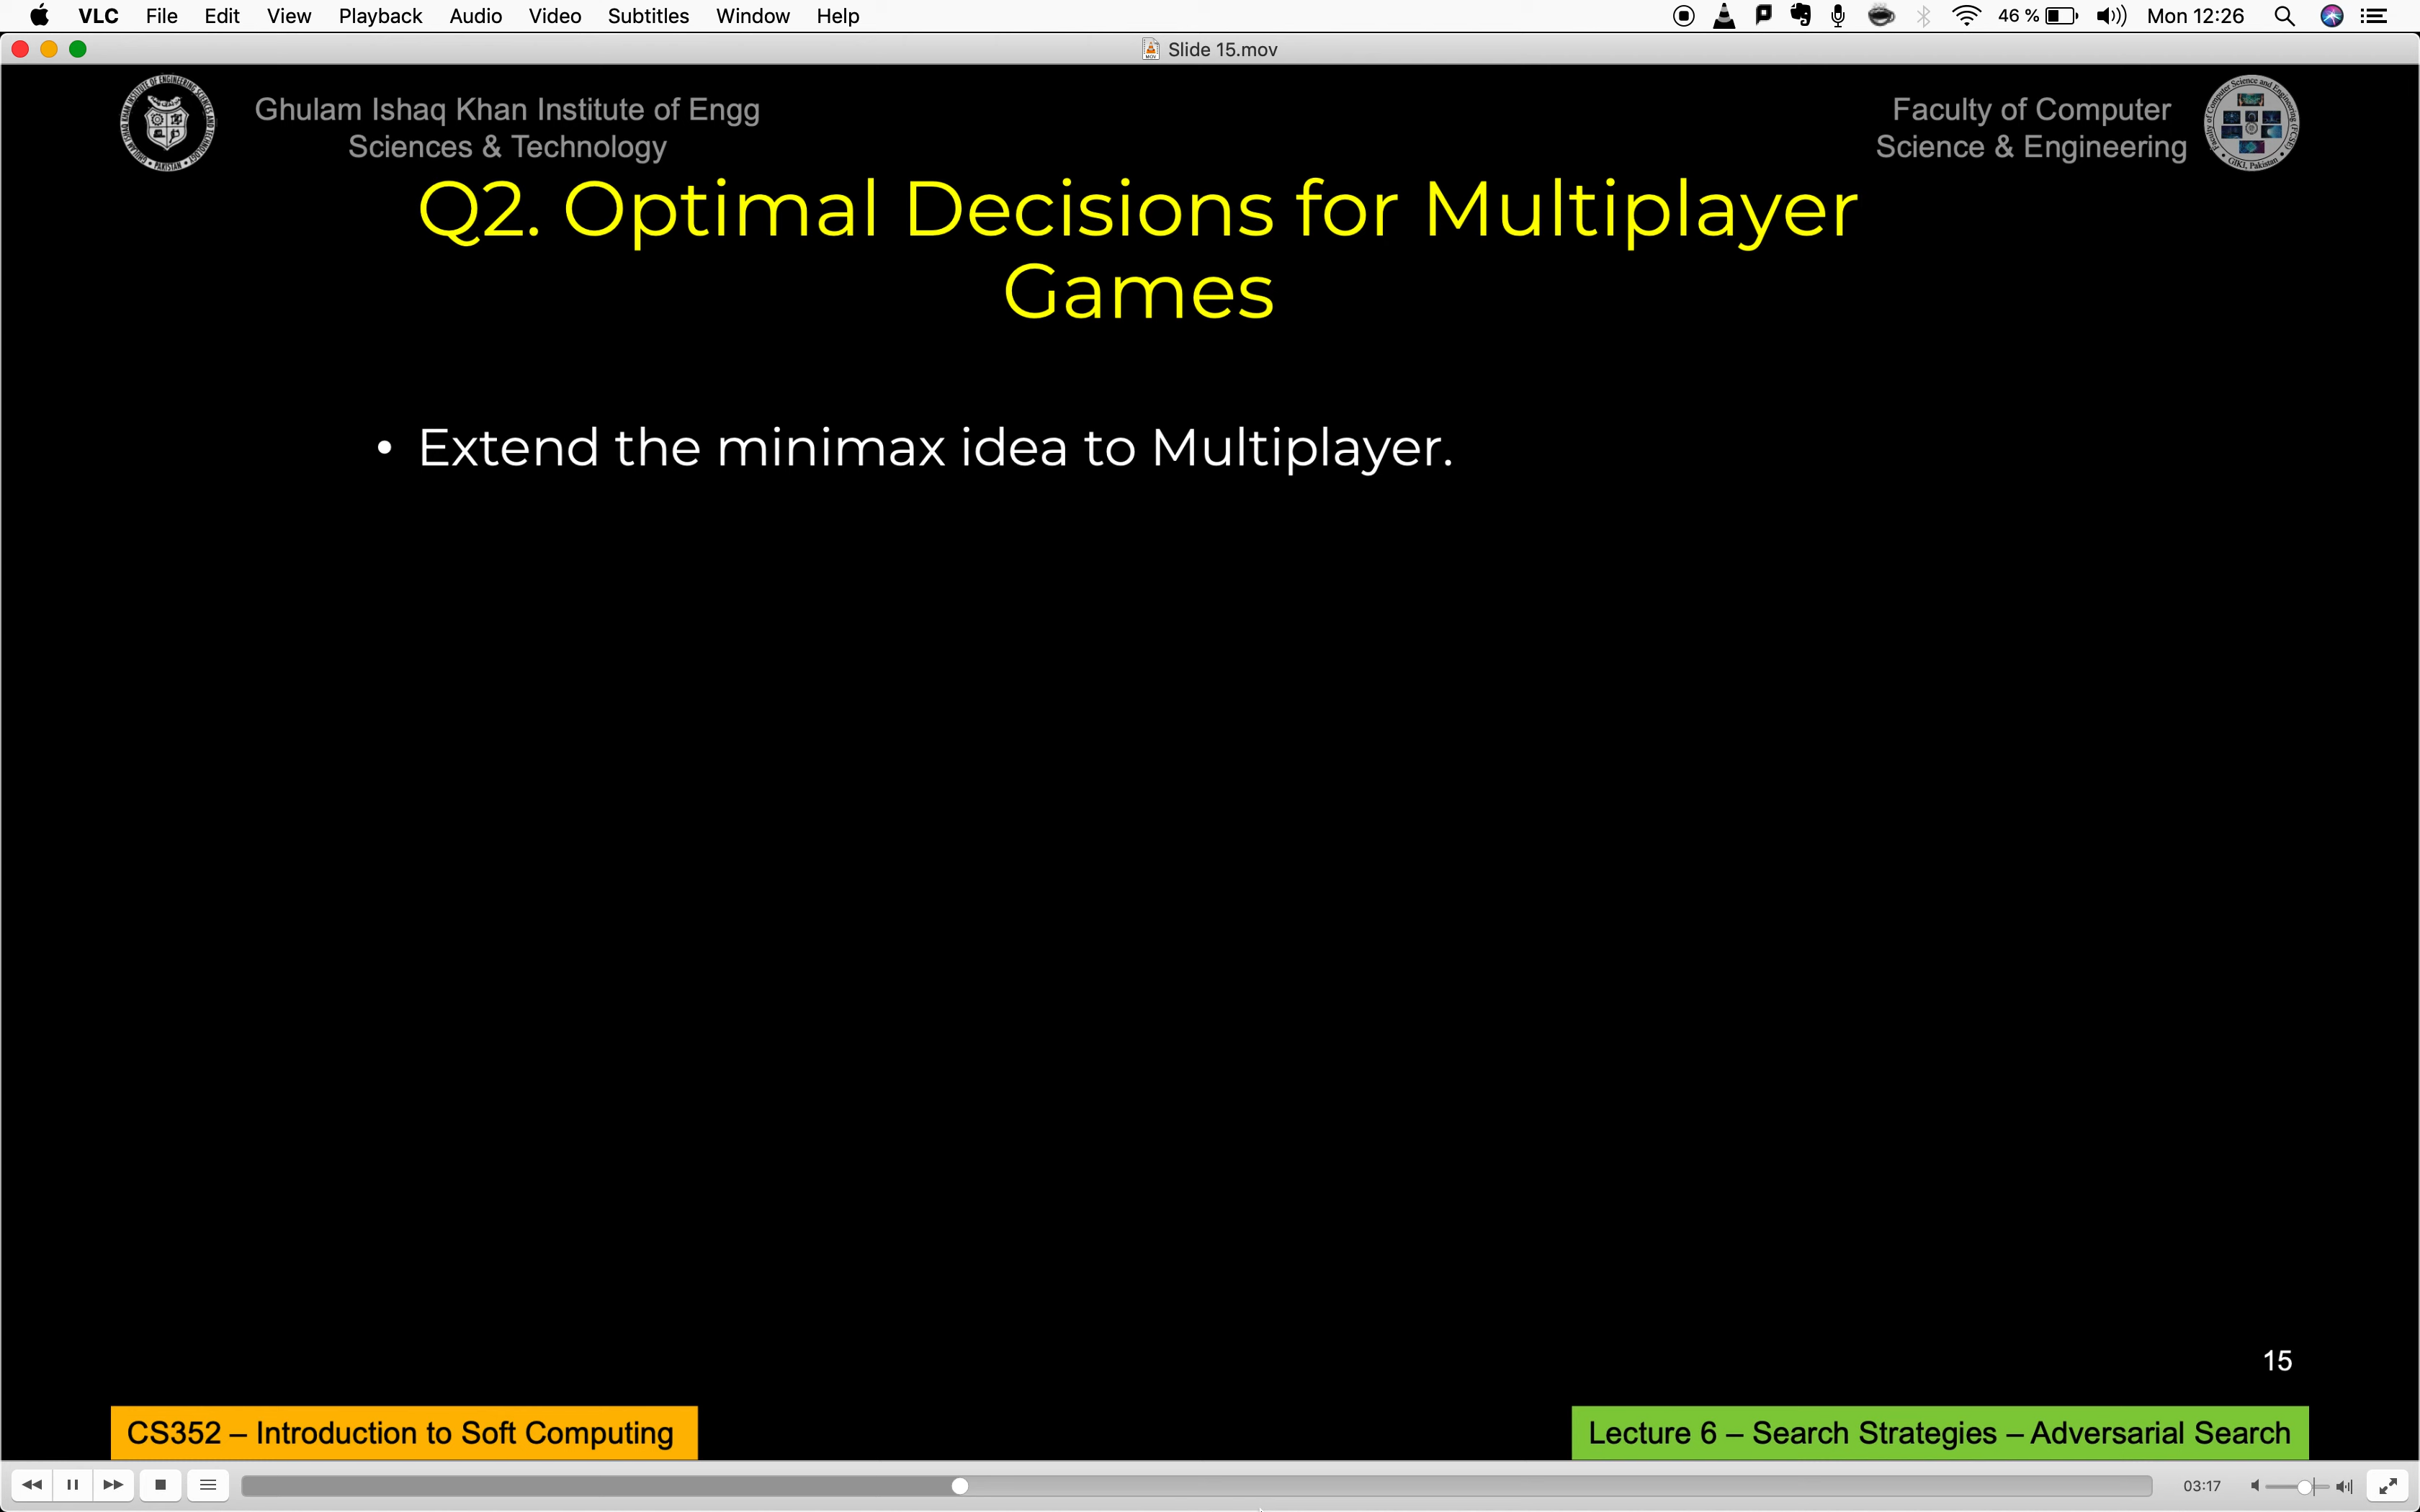 VLC File Edit View Playback Audio Video Subtitles Window Help 46 % Mon 12:26
Slide 15.mov
Ghulam Ishaq Khan Institute of Engg
Sciences & Technology
Faculty of Computer
Science & Engineering
Q2. Optimal Decisions for Multiplayer
Games
• Extend the minimax idea to Multiplayer.
15
CS352 – Introduction to Soft Computing
Lecture 6 – Search Strategies – Adversarial Search
03:17